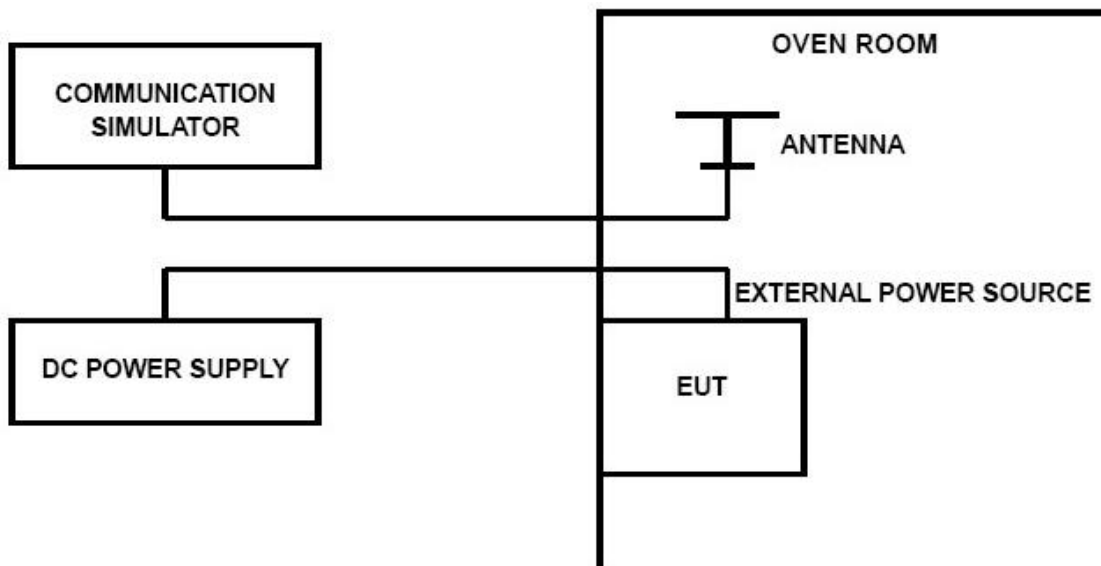 OVEN ROOM
COMMUNICATION
SIMULATOR
ANTENNA
EXTERNAL POWER SOURCE
DC POWER SUPPLY
EUT